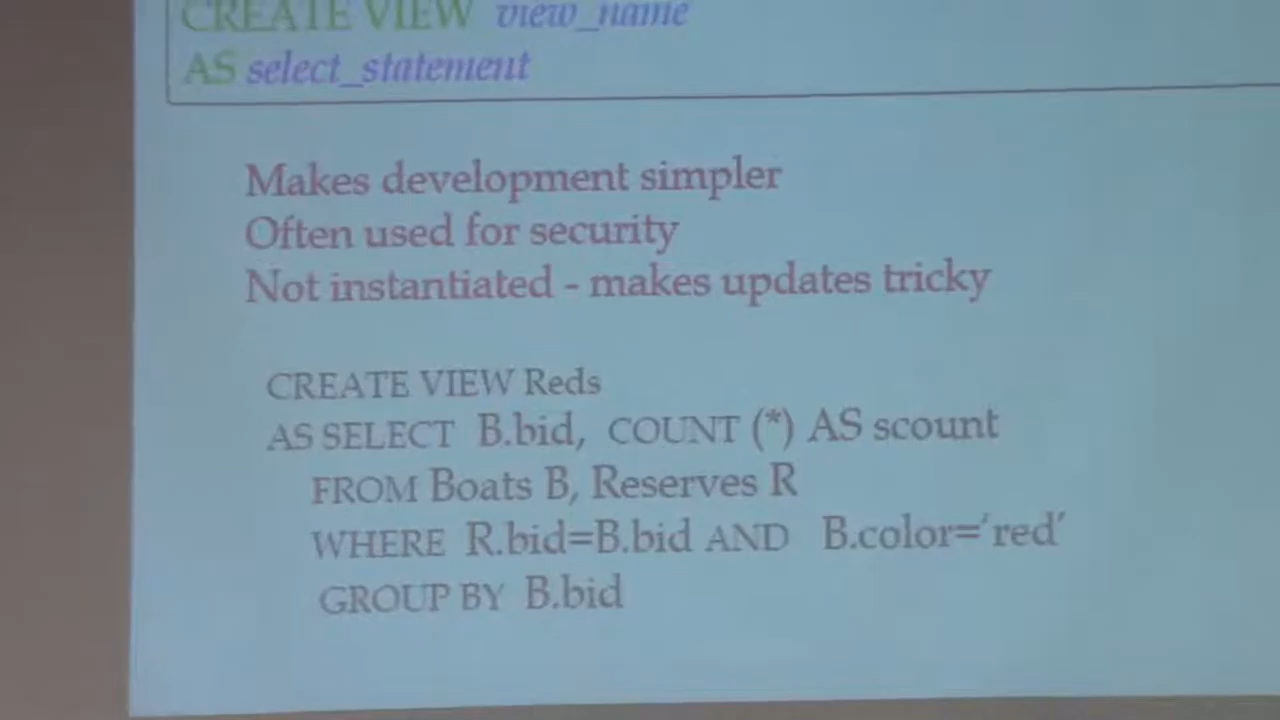 CREATE VIEW view_name
AS select_statement
Makes development simpler
Often used for security
Not instantiated - makes updates tricky
CREATE VIEW Reds
AS SELECT B.bid, COUNT (*) AS scount
FROM Boats B, Reserves R
WHERE R.bid=B.bid AND B.color='red'
GROUP BY B.bid